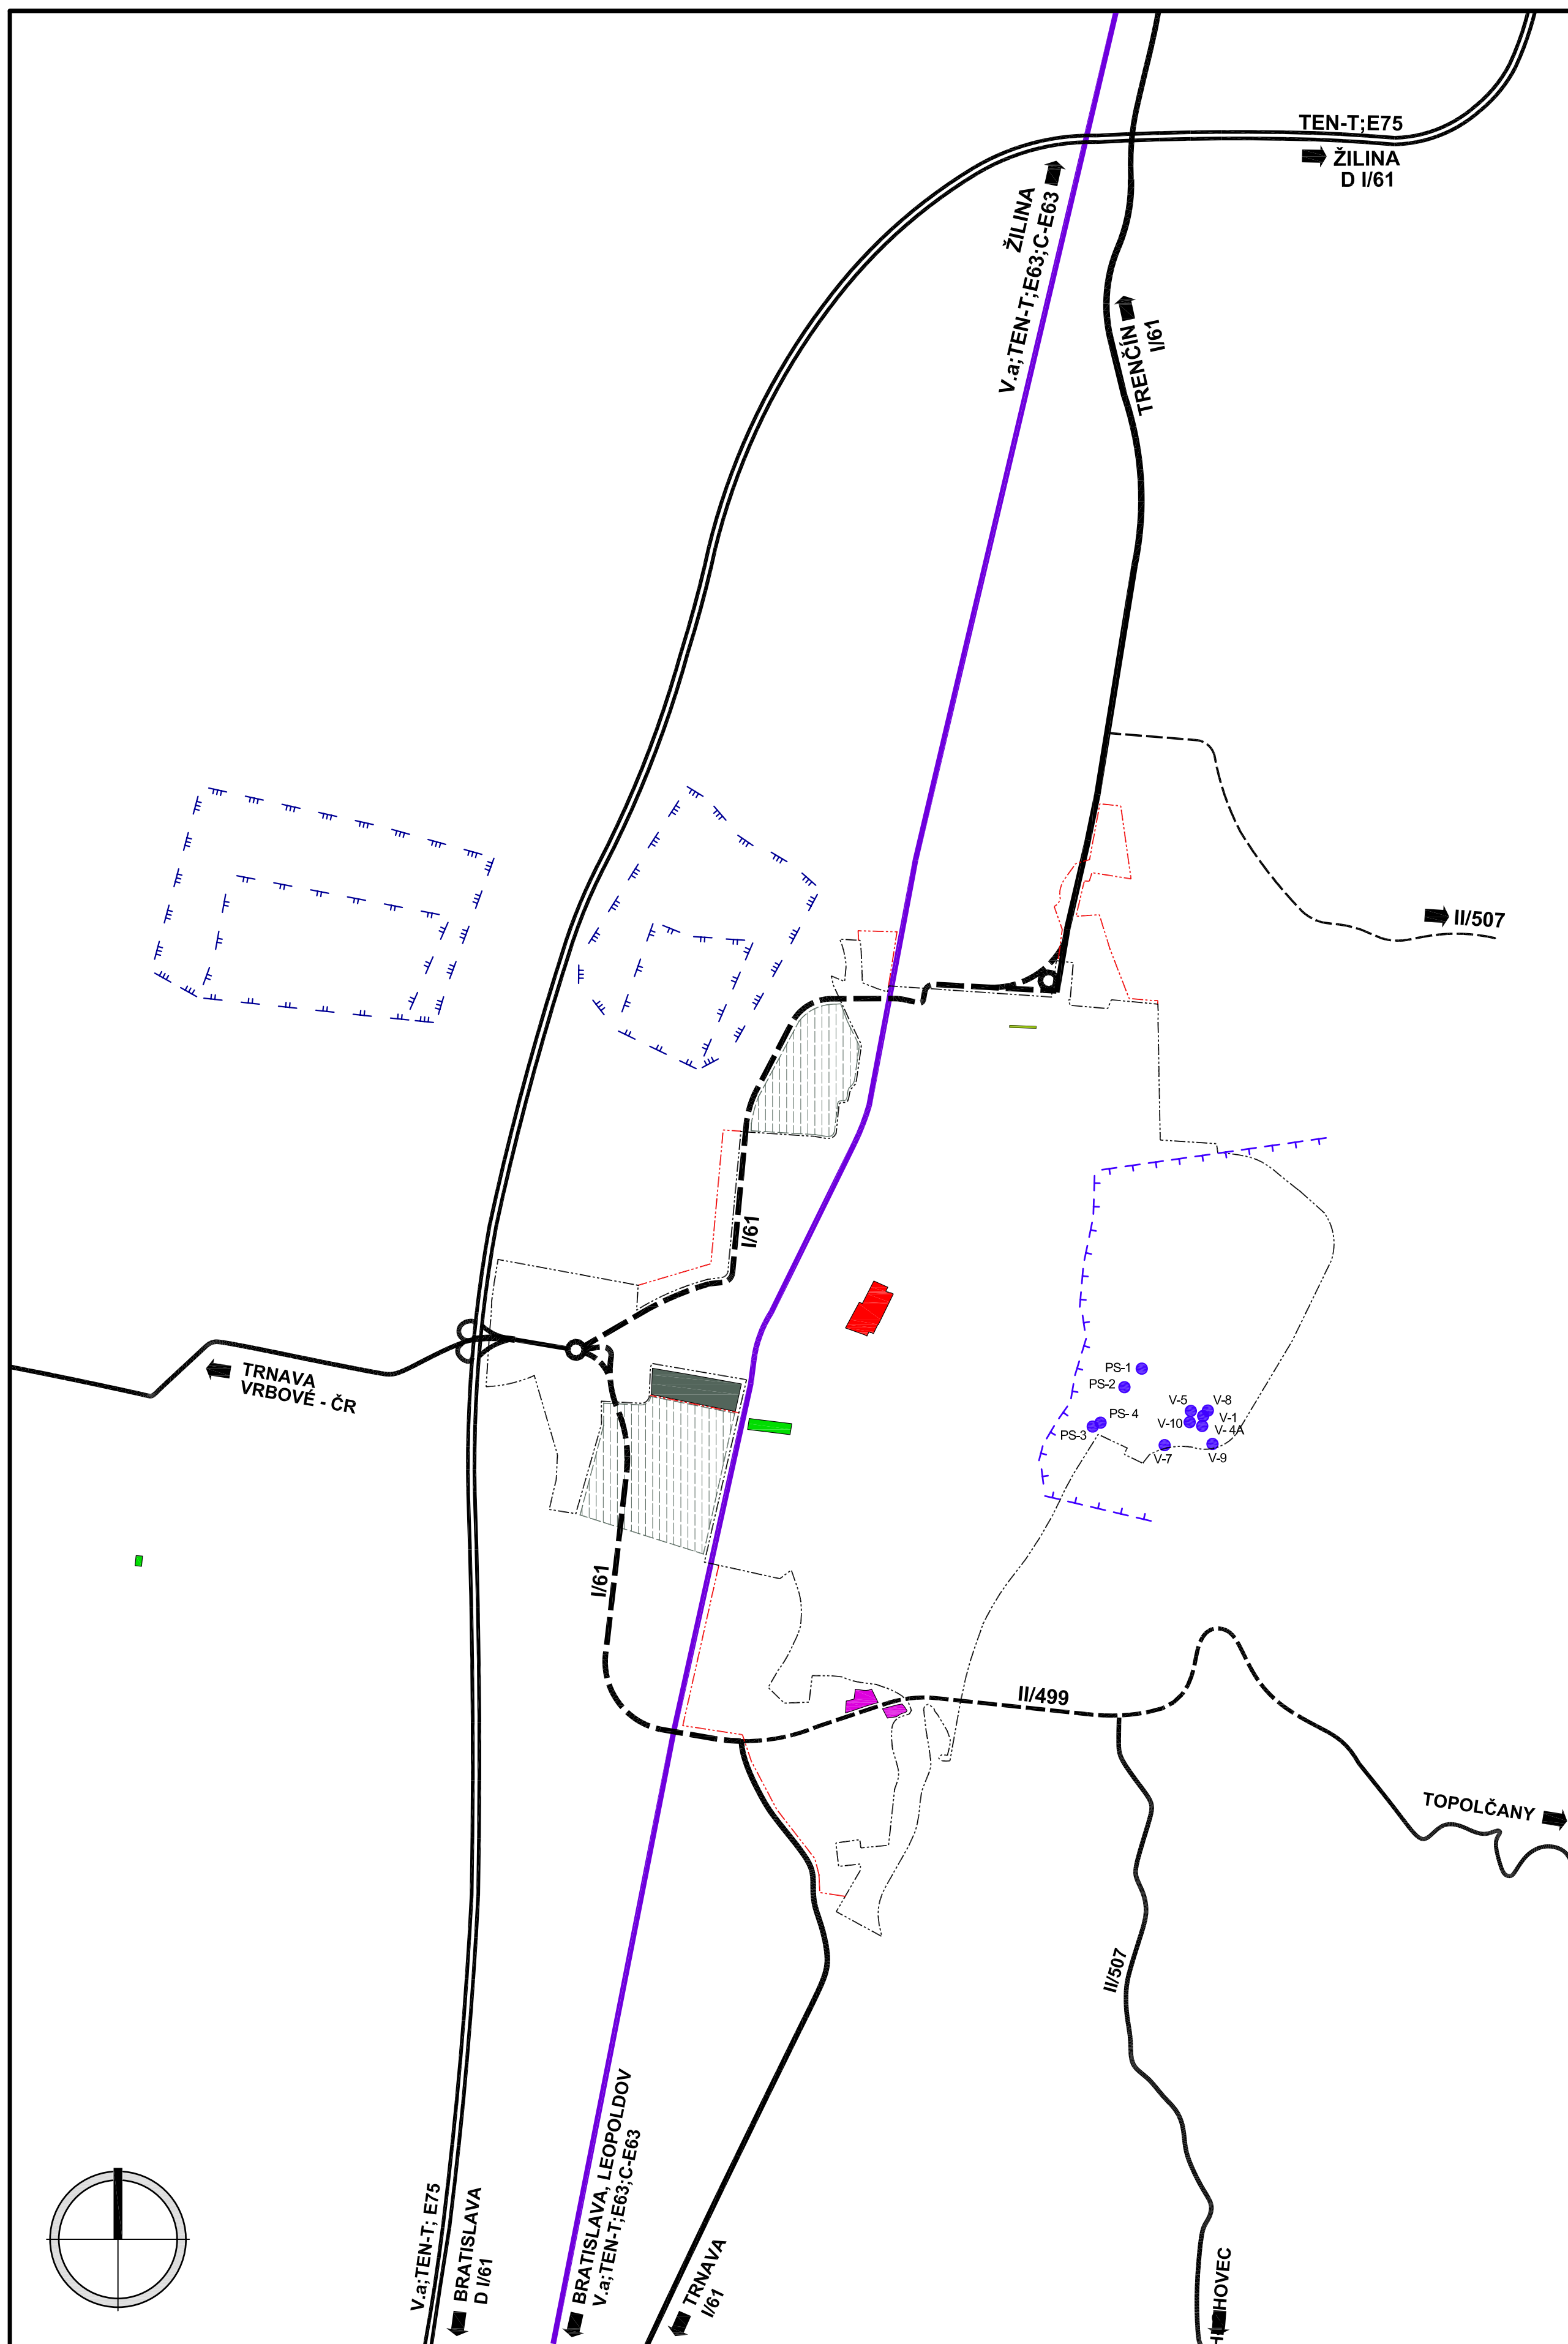 TEN-T;E75
ŽILINA
D I/61
ŽILINA
V.a;TEN-T;E63;C-E63
TRENČÍN
I/61
II/507
I/61
TRNAVA
VRBOVÉ - ČR
PS-1
PS-2
PS- 4
PS-3
V-5
V-8
V-10
V-1
V- 4A
V-7
V-9
I/61
II/499
TOPOLČANY
II/507
V.a;TEN-T; E75
BRATISLAVA
D I/61
BRATISLAVA, LEOPOLDOV
V.a;TEN-T;E63;C-E63
TRNAVA
I/61
HOVEC